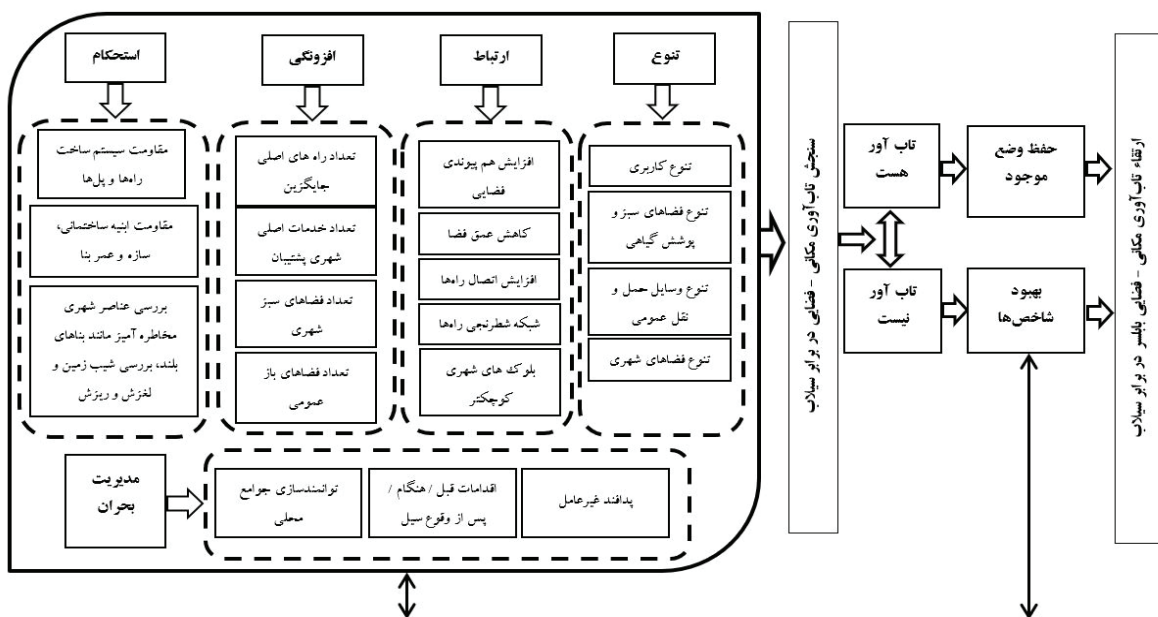 تنوع
ارتباط
افزونگی
استحکام
تنوع کاربری
تنوع فضاهای سبز و
پوشش گیاهی
تنوع وسایل حمل و
نقل عمومی
تنوع فضاهای شهری
افزایش هم پیوندی
فضایی
کاهش عمق فضا
افزایش اتصال راه‌ها
شبکه شطرنجی راه‌ها
بلوک های شهری
کوچکتر
تعداد راه های اصلی
جایگزین
تعداد خدمات اصلی
شهری پشتیبان
تعداد فضاهای سبز
شهری
تعداد فضاهای باز
عمومی
مقاومت سیستم ساخت
راه‌ها و پل‌ها
مقاومت ابنیه ساختمانی،
سازه و عمر بنا
بررسی عناصر شهری
مخاطره آمیز مانند بناهای
بلند، بررسی شیب زمین و
لغزش و ریزش
مدیریت
بحران
توانمندسازی جوامع
محلی
اقدامات قبل / هنگام /
پس از وقوع سیل
پدافند غیرعامل
سنجش تاب‌آوری مکانی - فضایی در برابر سیلاب
تاب آور
هست
تاب آور
نیست
حفظ وضع
موجود
بهبود
شاخص‌ها
ارتقاء تاب‌آوری مکانی - فضایی بابلسر در برابر سیلاب